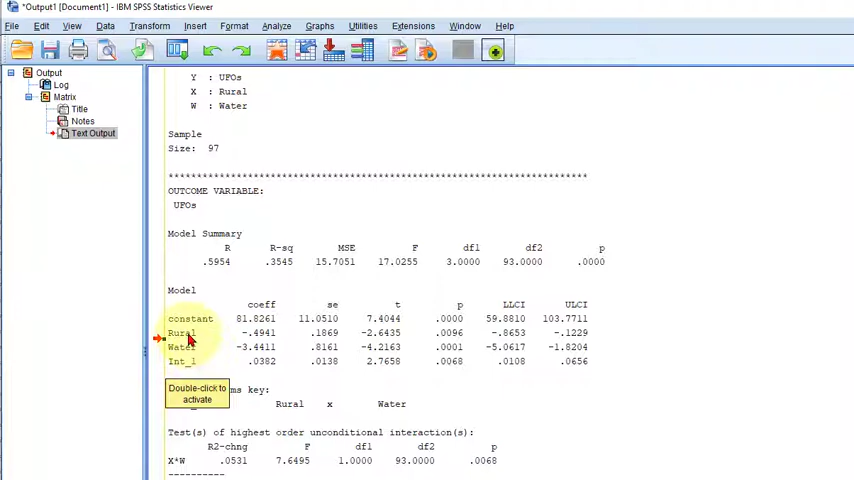 *Output1 [Document1] - IBM SPSS Statistics Viewer
File Edit View Data Transform Insert Format Analyze Graphs Utilities Extensions Window Help
Output
Log
Matrix
Title
Notes
Text Output
Y : UFOs
X : Rural
W : Water
Sample
Size: 97
**************************************************************************
OUTCOME VARIABLE:
UFOs
Model Summary
R R-sq MSE F df1 df2 p
.5954 .3545 15.7051 17.0255 3.0000 93.0000 .0000
Model
coeff se t p LLCI ULCI
constant 81.8261 11.0510 7.4044 .0000 59.8810 103.7711
Rural -.4941 .1869 -2.6435 .0096 -.8653 -.1229
Water -3.4411 .8161 -4.2163 .0001 -5.0617 -1.8204
Int_1 .0382 .0138 2.7658 .0068 .0108 .0656
Double-click to
activate
ms key:
Rural x Water
Test(s) of highest order unconditional interaction(s):
R2-chng F df1 df2 p
X*W .0531 7.6495 1.0000 93.0000 .0068
----------